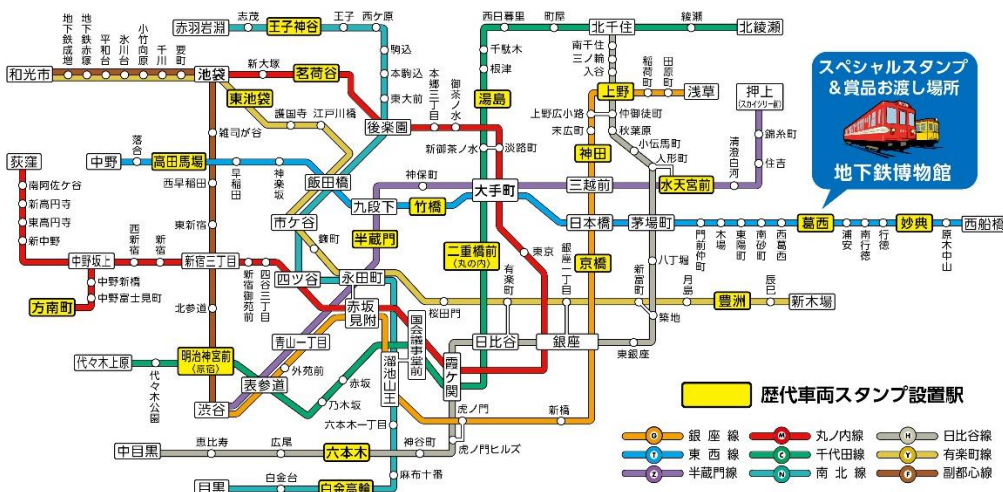 赤羽岩淵
志茂
王子神谷
王子
西ケ原
駒込
本駒込
東大前
後楽園
和光市
地下鉄成増
地下鉄赤塚
平和台
氷川台
小竹向原
千川
要町
池袋
新大塚
茗荷谷
本郷三丁目
御茶ノ水
淡路町
新御茶ノ水
東池袋
護国寺
江戸川橋
飯田橋
市ケ谷
麴町
西日暮里
町屋
北千住
綾瀬
北綾瀬
千駄木
根津
湯島
南千住
三ノ輪
入谷
上野
稲荷町
田原町
浅草
上野広小路
仲御徒町
末広町
秋葉原
神田
小伝馬町
人形町
押上
(スカイツリー前)
錦糸町
住吉
清澄白河
水天宮前
三越前
大手町
神保町
九段下
竹橋
半蔵門
荻窪
南阿佐ケ谷
新高円寺
東高円寺
新中野
中野坂上
中野新橋
中野富士見町
方南町
西新宿
新宿
新宿三丁目
新宿御苑前
四谷三丁目
四ツ谷
中野
落合
高田馬場
早稲田
神楽坂
雑司が谷
西早稲田
東新宿
北参道
明治神宮前
〈原宿〉
渋谷
代々木上原
代々木公園
表参道
外苑前
青山一丁目
永田町
赤坂見附
乃木坂
赤坂
国会議事堂前
溜池山王
霞ケ関
六本木一丁目
麻布十番
白金高輪
白金台
目黒
中目黒
恵比寿
広尾
六本木
神谷町
虎ノ門ヒルズ
虎ノ門
新橋
桜田門
日比谷
有楽町
銀座一丁目
銀座
東銀座
築地
新富町
八丁堀
月島
豊洲
辰巳
新木場
二重橋前
(丸の内)
東京
京橋
日本橋
茅場町
門前仲町
木場
東陽町
南砂町
西葛西
葛西
浦安
南行徳
行徳
妙典
原木中山
西船橋
スペシャルスタンプ
&賞品お渡し場所
地下鉄博物館
歴代車両スタンプ設置駅
G 銀座線
M 丸ノ内線
H 日比谷線
T 東西線
C 千代田線
Y 有楽町線
Z 半蔵門線
N 南北線
F 副都心線